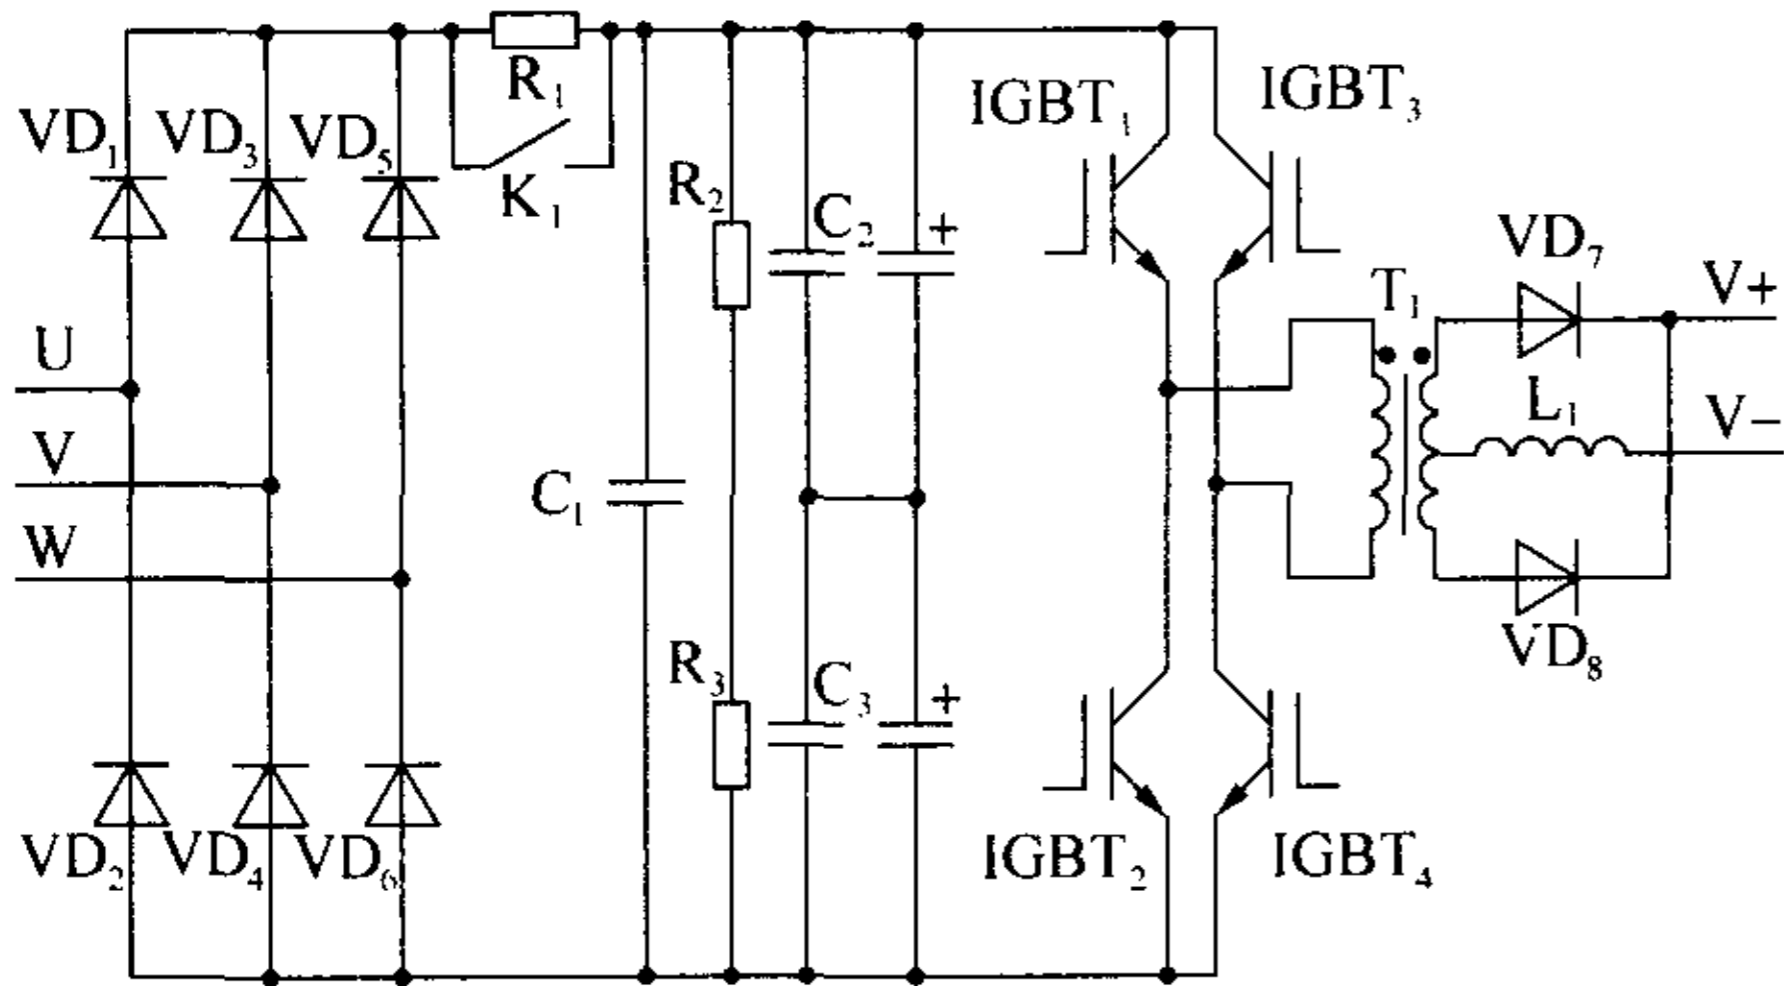 R₁
K₁
VD₁
VD₃
VD₅
IGBT₁
IGBT₃
R₂
C₂
+
VD₇
T₁
V+
U
L₁
V−
V
C₁
W
R₃
C₃
+
VD₈
VD₂
VD₄
VD₆
IGBT₂
IGBT₄